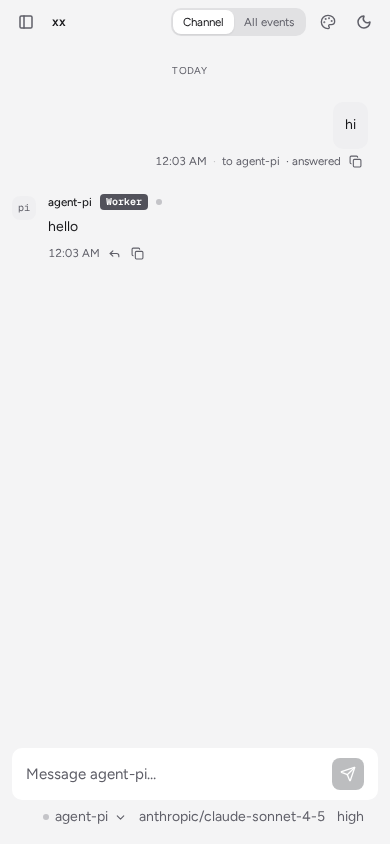 xx
Channel
All events
TODAY
hi
12:03 AM · to agent-pi · answered
pi
agent-pi Worker
hello
12:03 AM
Message agent-pi...
agent-pi anthropic/claude-sonnet-4-5 high